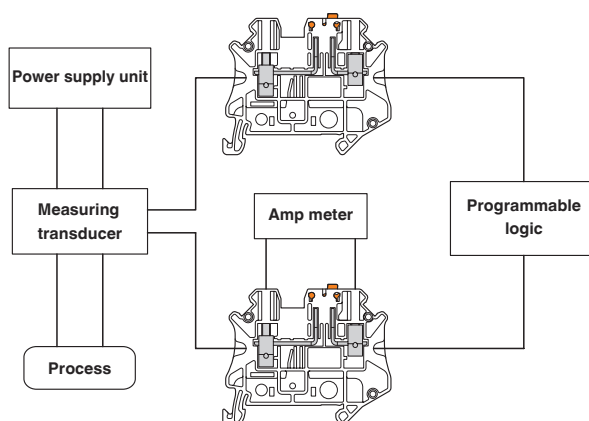 Power supply unit
Measuring
transducer
Amp meter
Programmable
logic
Process